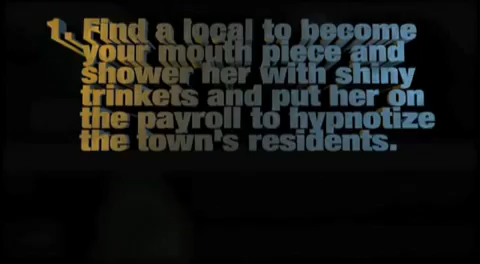 1. Find a local to become
your mouth piece and
shower her with shiny
trinkets and put her on
the payroll to hypnotize
the town's residents.